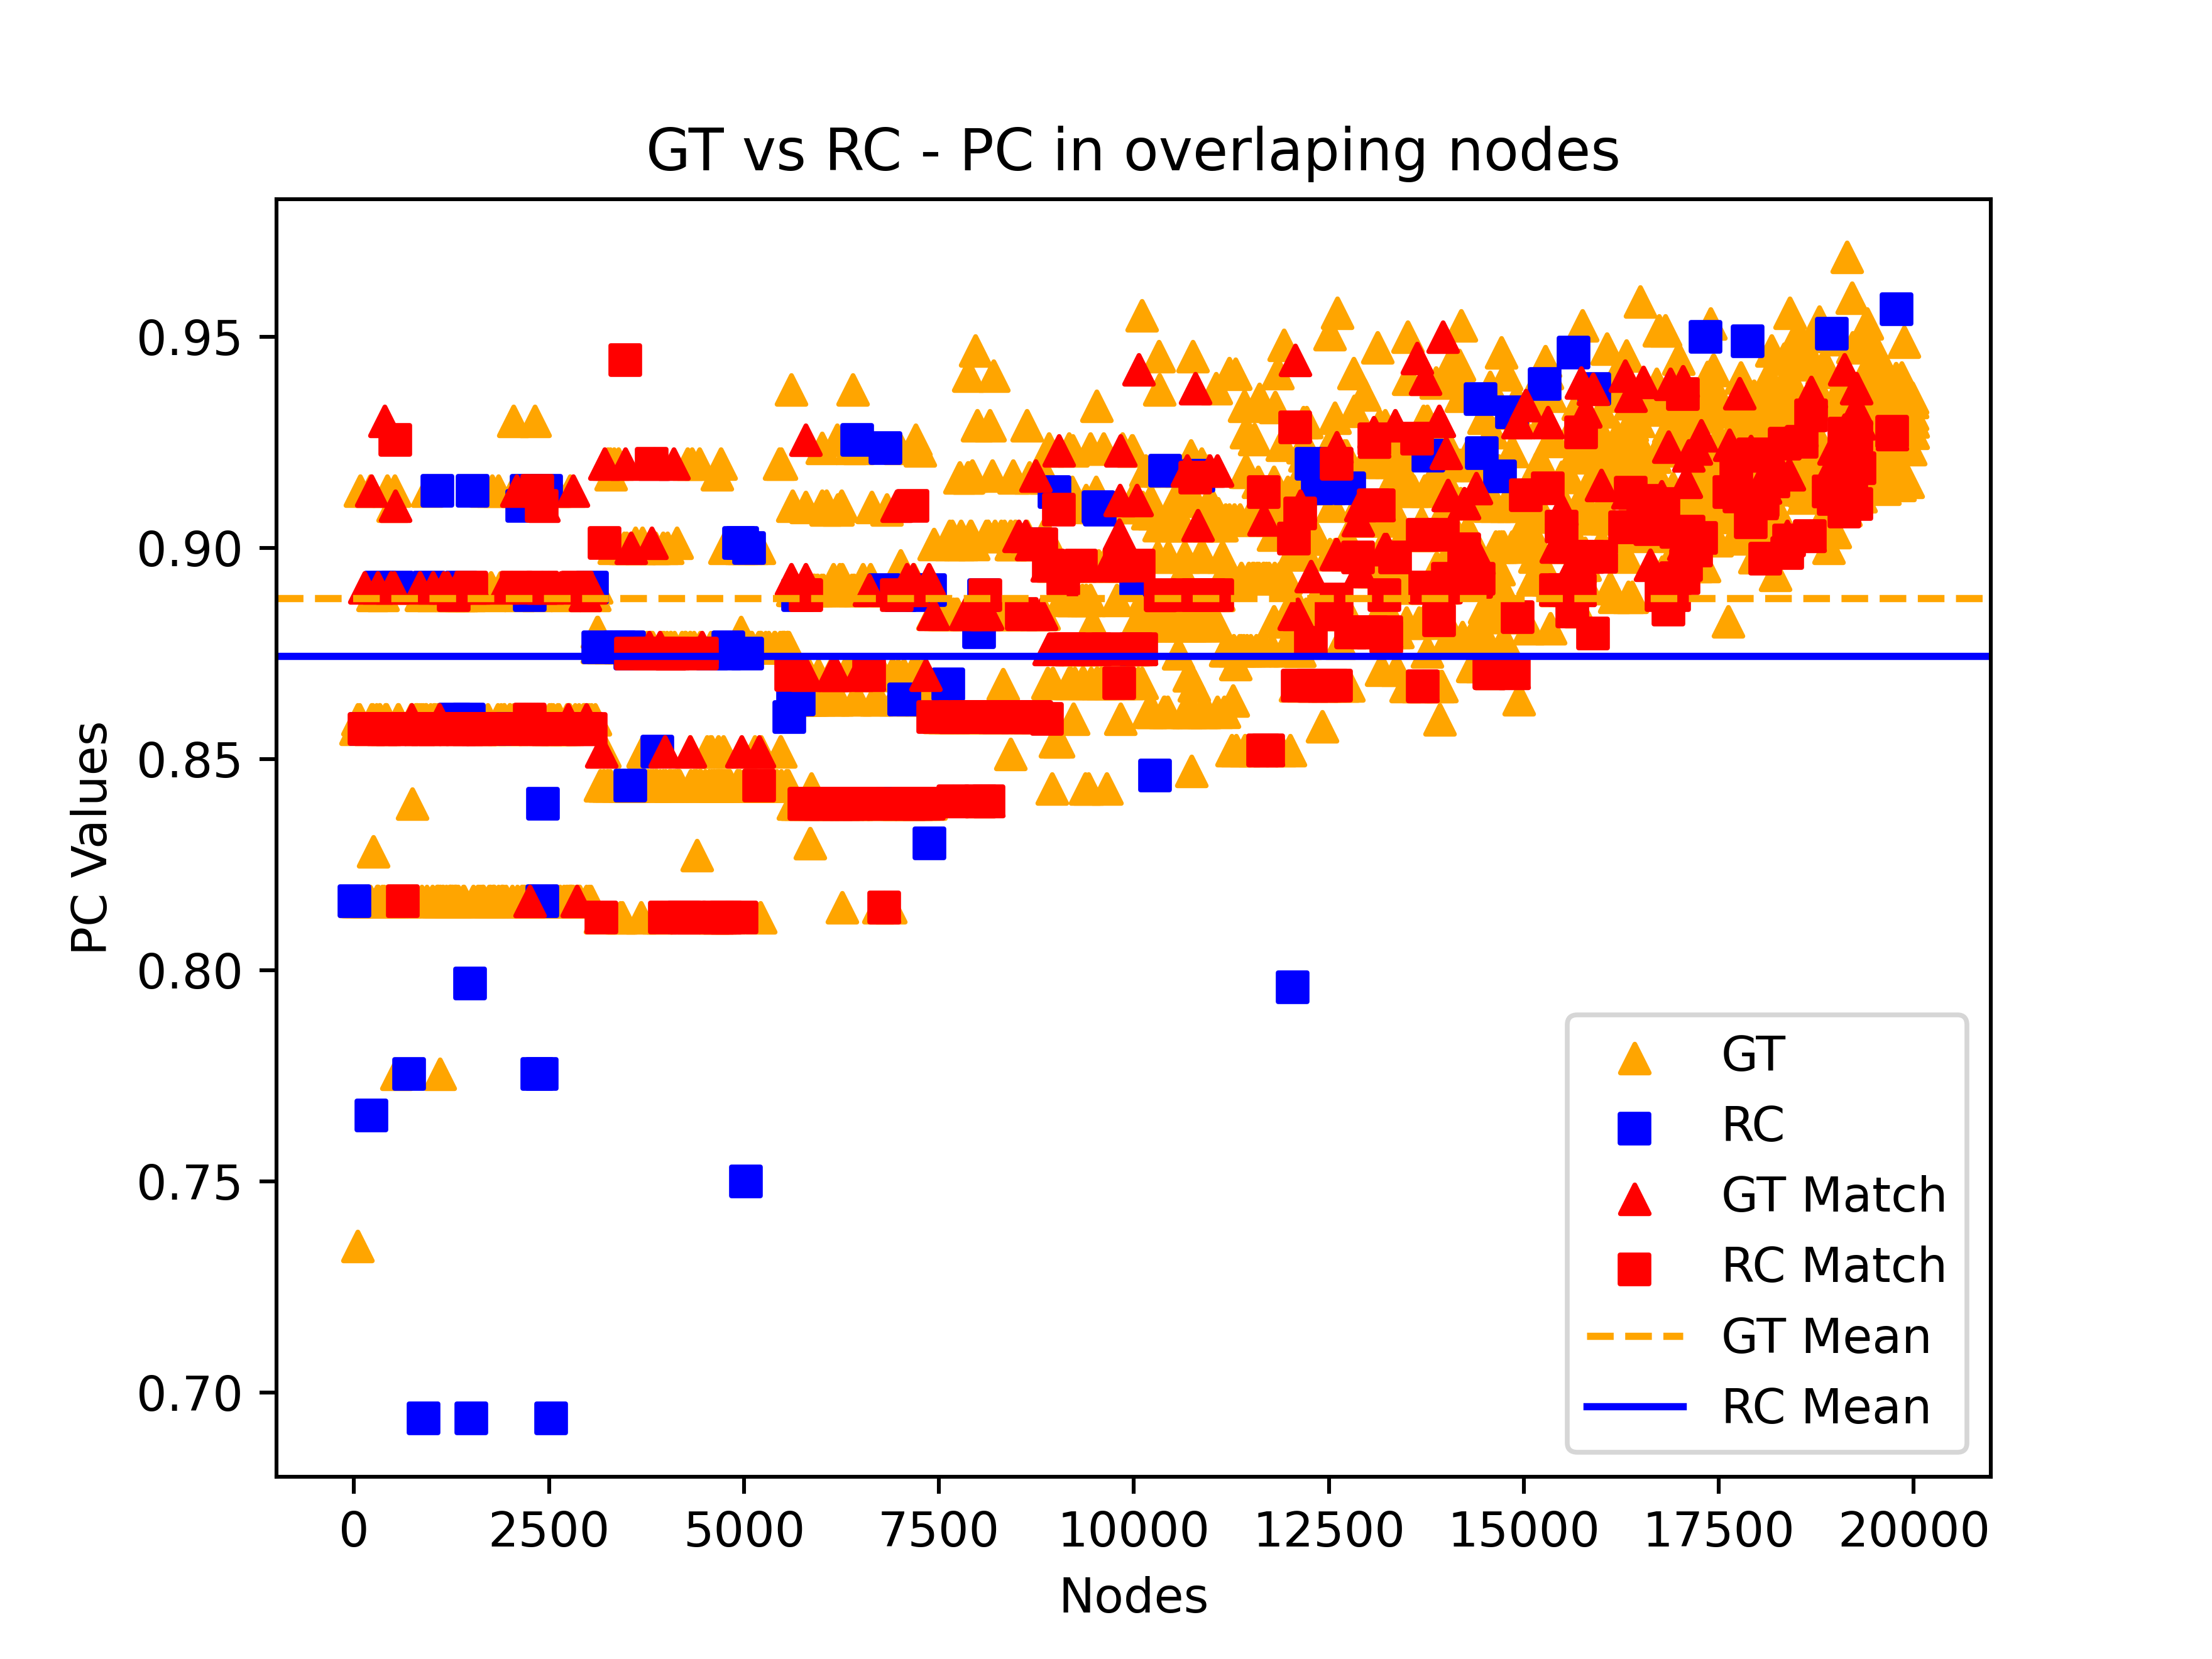 GT vs RC - PC in overlaping nodes
PC Values
0.95
0.90
0.85
0.80
0.75
0.70
GT
RC
GT Match
RC Match
GT Mean
RC Mean
0 2500 5000 7500 10000 12500 15000 17500 20000
Nodes